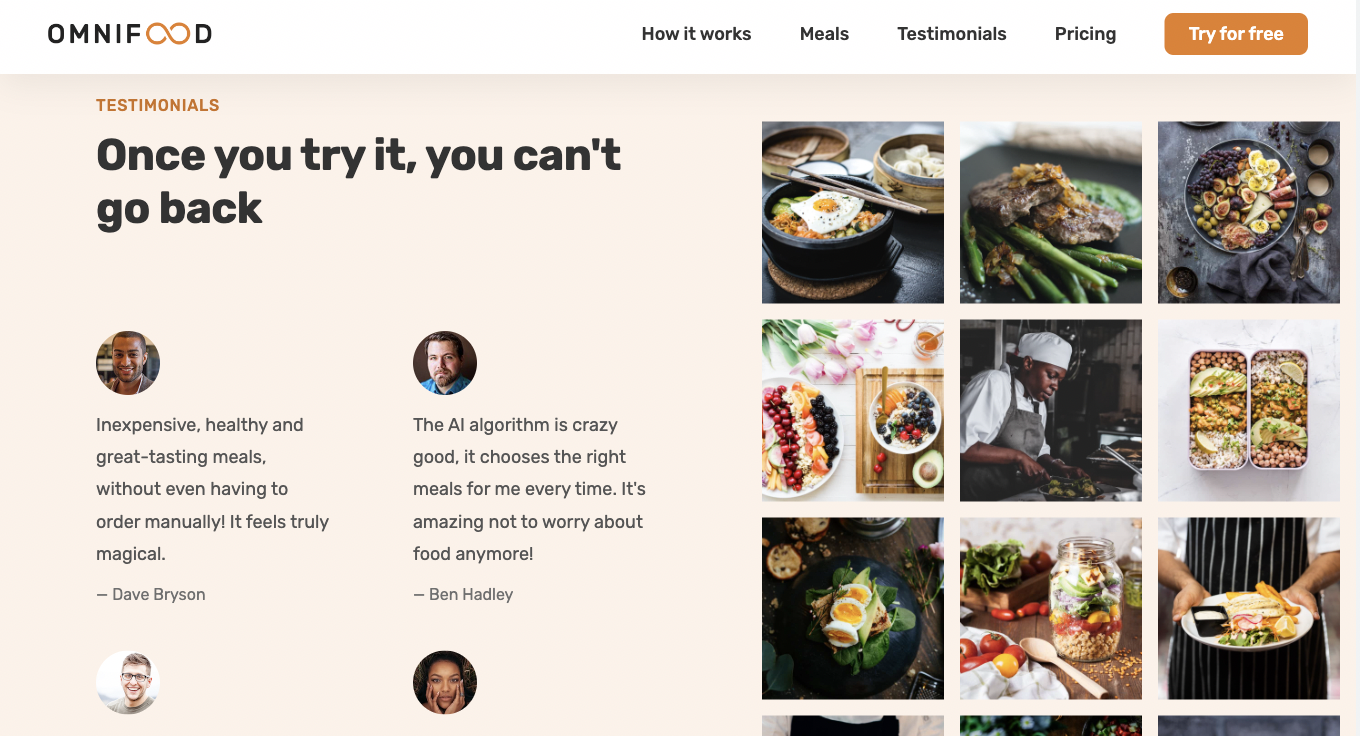 OMNIFOOD
How it works Meals Testimonials Pricing Try for free
TESTIMONIALS
Once you try it, you can't
go back
Inexpensive, healthy and
great-tasting meals,
without even having to
order manually! It feels truly
magical.
— Dave Bryson
The AI algorithm is crazy
good, it chooses the right
meals for me every time. It's
amazing not to worry about
food anymore!
— Ben Hadley